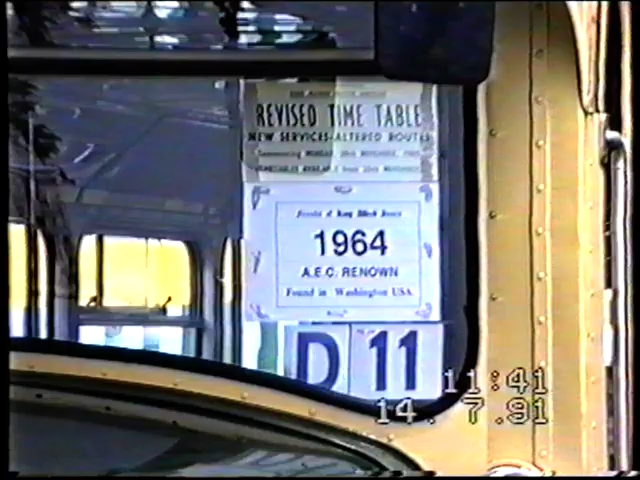 REVISED TIME TABLE
NEW SERVICES-ALTERED ROUTES
1964
A.E.C. RENOWN
Found in Washington USA
D 11
11:41
14. 7.91